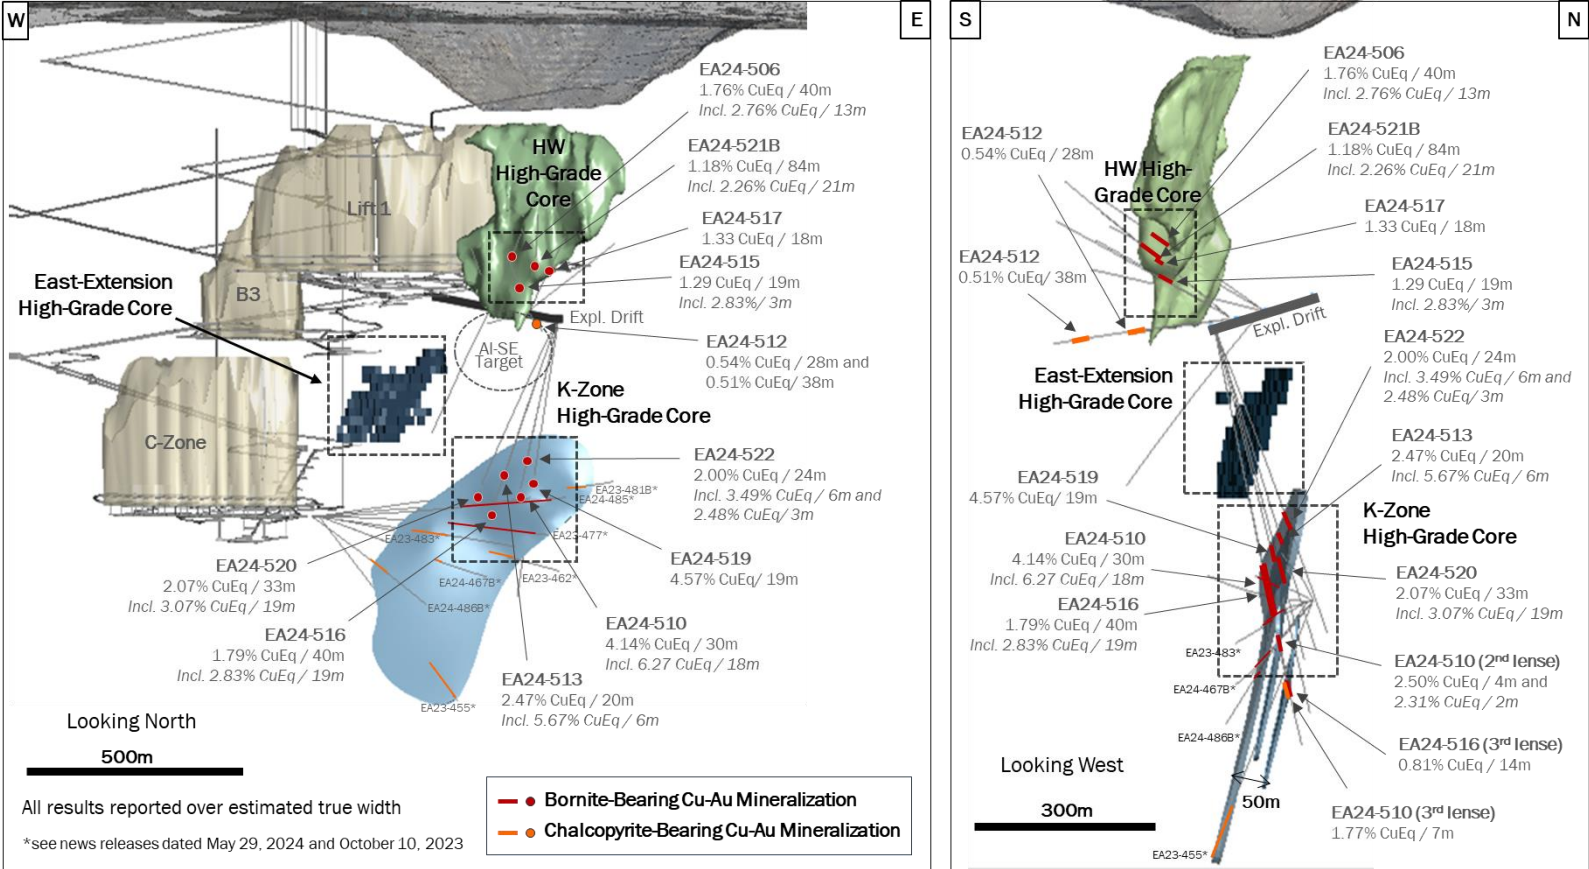 W
E
EA24-506
1.76% CuEq / 40m
Incl. 2.76% CuEq / 13m
HW
High-Grade
Core
EA24-521B
1.18% CuEq / 84m
Incl. 2.26% CuEq / 21m
Lift 1
EA24-517
1.33 CuEq / 18m
East-Extension
High-Grade Core
B3
EA24-515
1.29 CuEq / 19m
Incl. 2.83% / 3m
Expl. Drift
AI-SE
Target
EA24-512
0.54% CuEq / 28m and
0.51% CuEq/ 38m
K-Zone
High-Grade Core
C-Zone
EA24-522
2.00% CuEq / 24m
Incl. 3.49% CuEq / 6m and
2.48% CuEq/ 3m
EA23-481B*
EA24-485*
EA23-483*
EA23-477*
EA24-519
4.57% CuEq/ 19m
EA24-520
2.07% CuEq / 33m
Incl. 3.07% CuEq / 19m
EA24-467B*
EA23-462*
EA24-486B*
EA24-516
1.79% CuEq / 40m
Incl. 2.83% CuEq / 19m
EA24-510
4.14% CuEq / 30m
Incl. 6.27 CuEq / 18m
EA24-513
2.47% CuEq / 20m
Incl. 5.67% CuEq / 6m
EA23-455*
Looking North
500m
All results reported over estimated true width
*see news releases dated May 29, 2024 and October 10, 2023
Bornite-Bearing Cu-Au Mineralization
Chalcopyrite-Bearing Cu-Au Mineralization
S
N
EA24-506
1.76% CuEq / 40m
Incl. 2.76% CuEq / 13m
EA24-512
0.54% CuEq / 28m
EA24-521B
1.18% CuEq / 84m
Incl. 2.26% CuEq / 21m
HW High-
Grade Core
EA24-517
1.33 CuEq / 18m
EA24-512
0.51% CuEq/ 38m
EA24-515
1.29 CuEq / 19m
Incl. 2.83%/ 3m
Expl. Drift
EA24-522
2.00% CuEq / 24m
Incl. 3.49% CuEq / 6m and
2.48% CuEq/ 3m
East-Extension
High-Grade Core
EA24-513
2.47% CuEq / 20m
Incl. 5.67% CuEq / 6m
EA24-519
4.57% CuEq/ 19m
K-Zone
High-Grade Core
EA24-510
4.14% CuEq / 30m
Incl. 6.27 CuEq / 18m
EA24-520
2.07% CuEq / 33m
Incl. 3.07% CuEq / 19m
EA24-516
1.79% CuEq / 40m
Incl. 2.83% CuEq / 19m
EA23-483*
EA24-510 (2nd lense)
2.50% CuEq / 4m and
2.31% CuEq / 2m
EA24-467B*
EA24-486B*
EA24-516 (3rd lense)
0.81% CuEq / 14m
Looking West
50m
300m
EA24-510 (3rd lense)
1.77% CuEq / 7m
EA23-455*